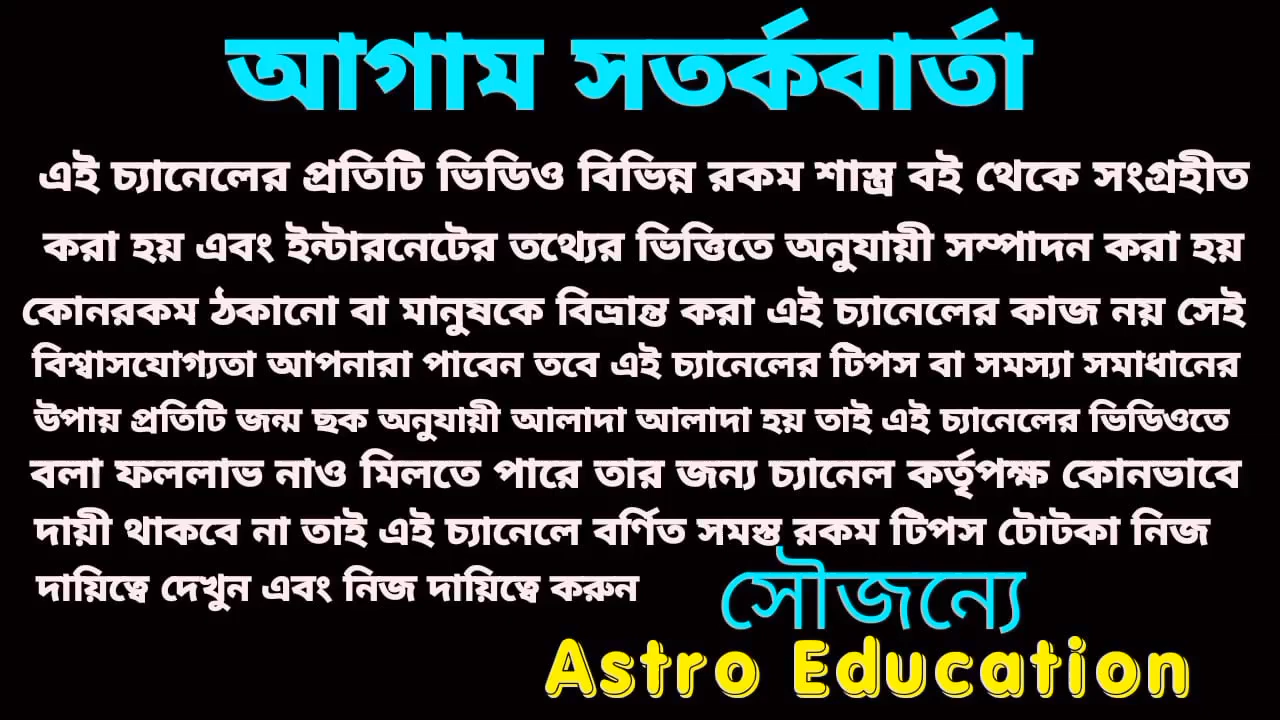 আগাম সতর্কবার্তা
এই চ্যানেলের প্রতিটি ভিডিও বিভিন্ন রকম শাস্ত্র বই থেকে সংগ্রহীত
করা হয় এবং ইন্টারনেটের তথ্যের ভিত্তিতে অনুযায়ী সম্পাদন করা হয়
কোনরকম ঠকানো বা মানুষকে বিভ্রান্ত করা এই চ্যানেলের কাজ নয় সেই
বিশ্বাসযোগ্যতা আপনারা পাবেন তবে এই চ্যানেলের টিপস বা সমস্যা সমাধানের
উপায় প্রতিটি জন্ম ছক অনুযায়ী আলাদা আলাদা হয় তাই এই চ্যানেলের ভিডিওতে
বলা ফললাভ নাও মিলতে পারে তার জন্য চ্যানেল কর্তৃপক্ষ কোনভাবে
দায়ী থাকবে না তাই এই চ্যানেলে বর্ণিত সমস্ত রকম টিপস টোটকা নিজ
দায়িত্বে দেখুন এবং নিজ দায়িত্বে করুন
সৌজন্যে
Astro Education